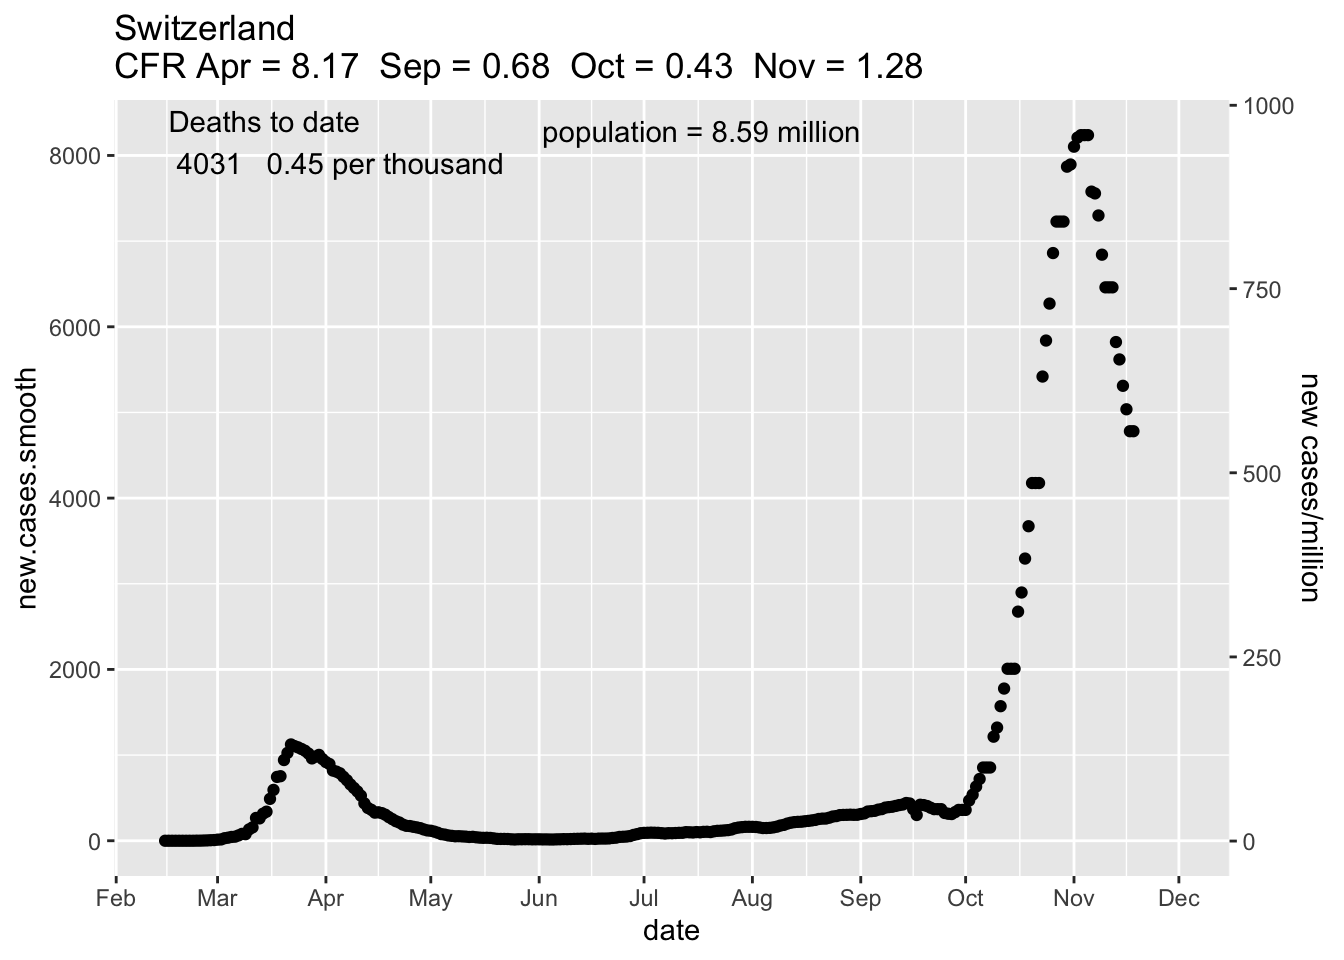 Switzerland
CFR Apr = 8.17  Sep = 0.68  Oct = 0.43  Nov = 1.28
Deaths to date
4031   0.45 per thousand
population = 8.59 million
new.cases.smooth
8000
6000
4000
2000
0
1000
750
500
250
0
new cases/million
Feb Mar Apr May Jun Jul Aug Sep Oct Nov Dec
date